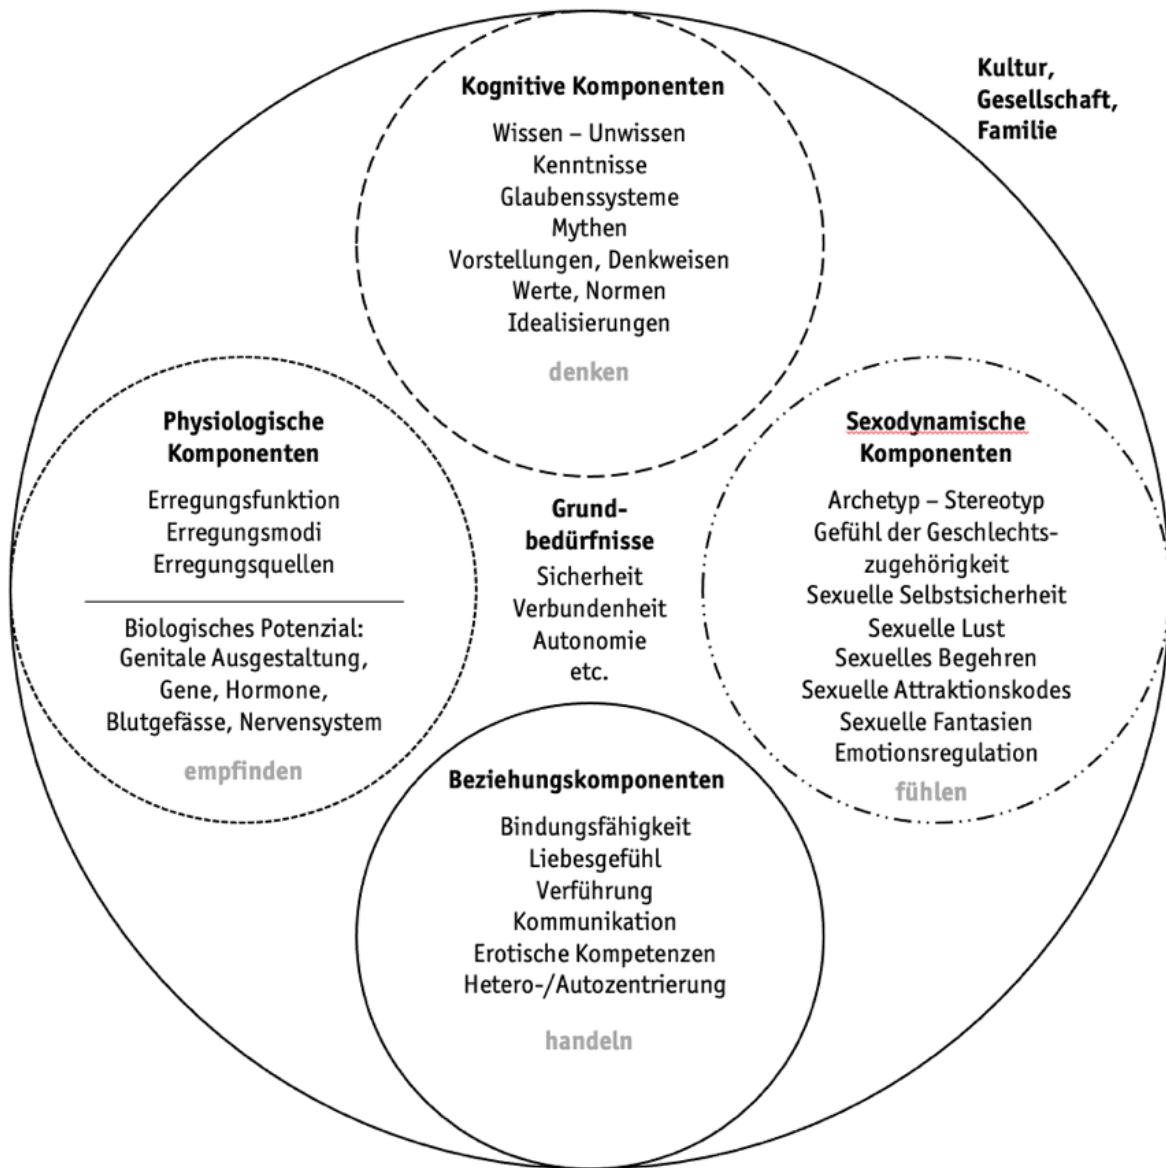 Kultur,
Gesellschaft,
Familie
Kognitive Komponenten
Wissen – Unwissen
Kenntnisse
Glaubenssysteme
Mythen
Vorstellungen, Denkweisen
Werte, Normen
Idealisierungen
denken
Physiologische
Komponenten
Erregungsfunktion
Erregungsmodi
Erregungsquellen
Biologisches Potenzial:
Genitale Ausgestaltung,
Gene, Hormone,
Blutgefässe, Nervensystem
empfinden
Grund-
bedürfnisse
Sicherheit
Verbundenheit
Autonomie
etc.
Sexodynamische
Komponenten
Archetyp – Stereotyp
Gefühl der Geschlechts-
zugehörigkeit
Sexuelle Selbstsicherheit
Sexuelle Lust
Sexuelles Begehren
Sexuelle Attraktionskodes
Sexuelle Fantasien
Emotionsregulation
fühlen
Beziehungskomponenten
Bindungsfähigkeit
Liebesgefühl
Verführung
Kommunikation
Erotische Kompetenzen
Hetero-/Autozentrierung
handeln